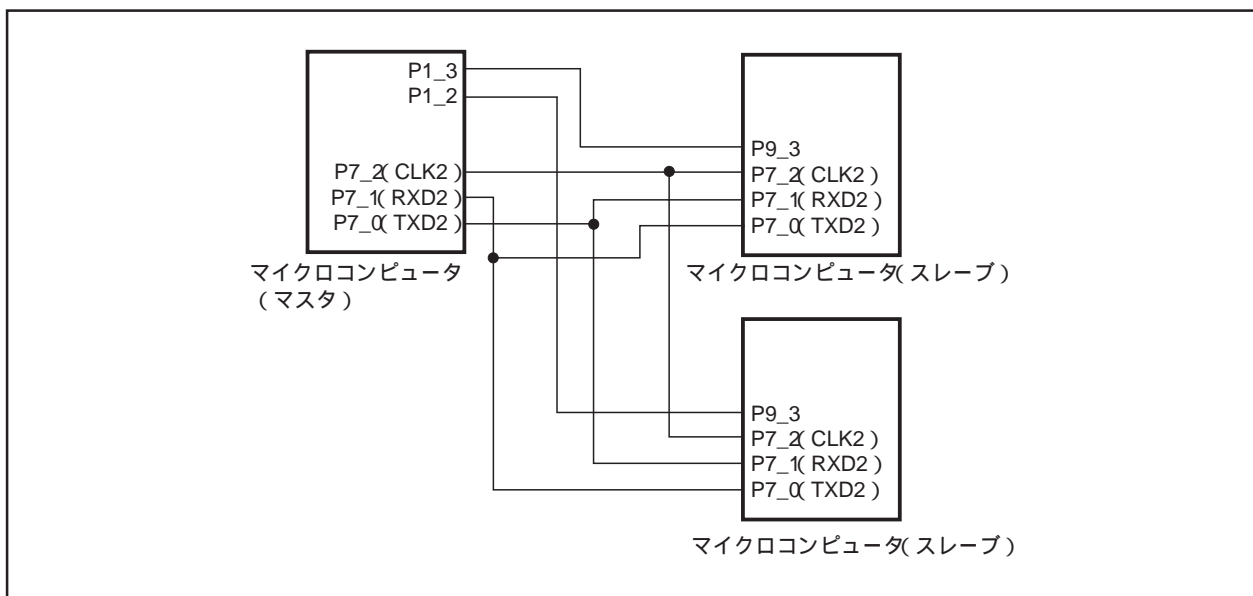 P1_3
P1_2
P7_2(CLK2)
P7_1(RXD2)
P7_0(TXD2)
マイクロコンピュータ
(マスタ)
P9_3
P7_2(CLK2)
P7_1(RXD2)
P7_0(TXD2)
マイクロコンピュータ(スレーブ)
P9_3
P7_2(CLK2)
P7_1(RXD2)
P7_0(TXD2)
マイクロコンピュータ(スレーブ)